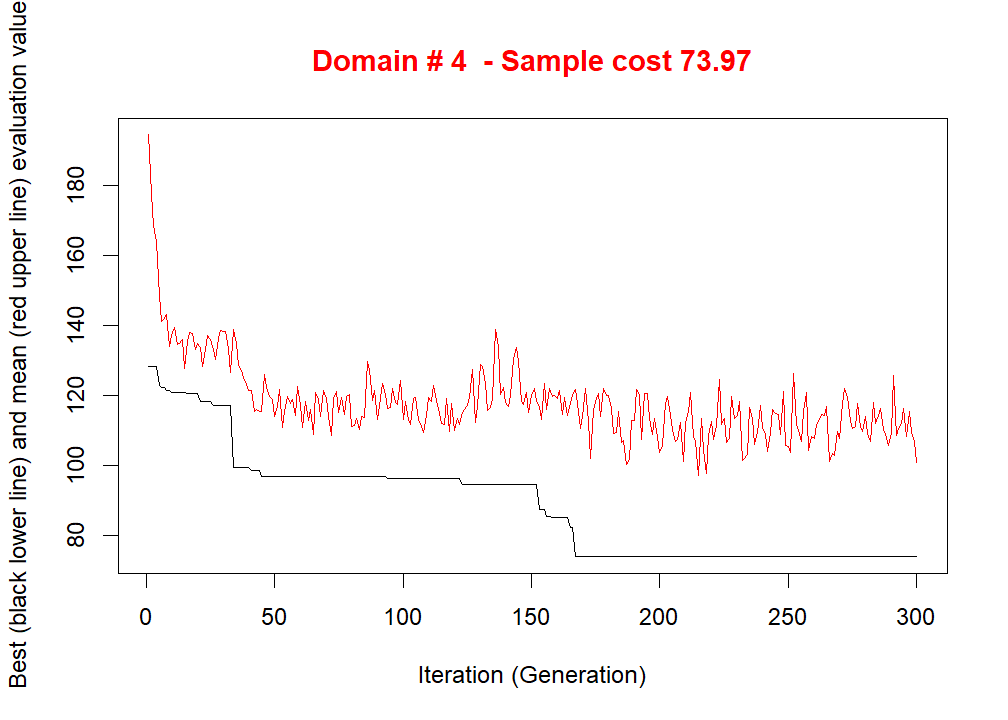 Domain # 4  - Sample cost 73.97
Best (black lower line) and mean (red upper line) evaluation value
180
160
140
120
100
80
0 50 100 150 200 250 300
Iteration (Generation)